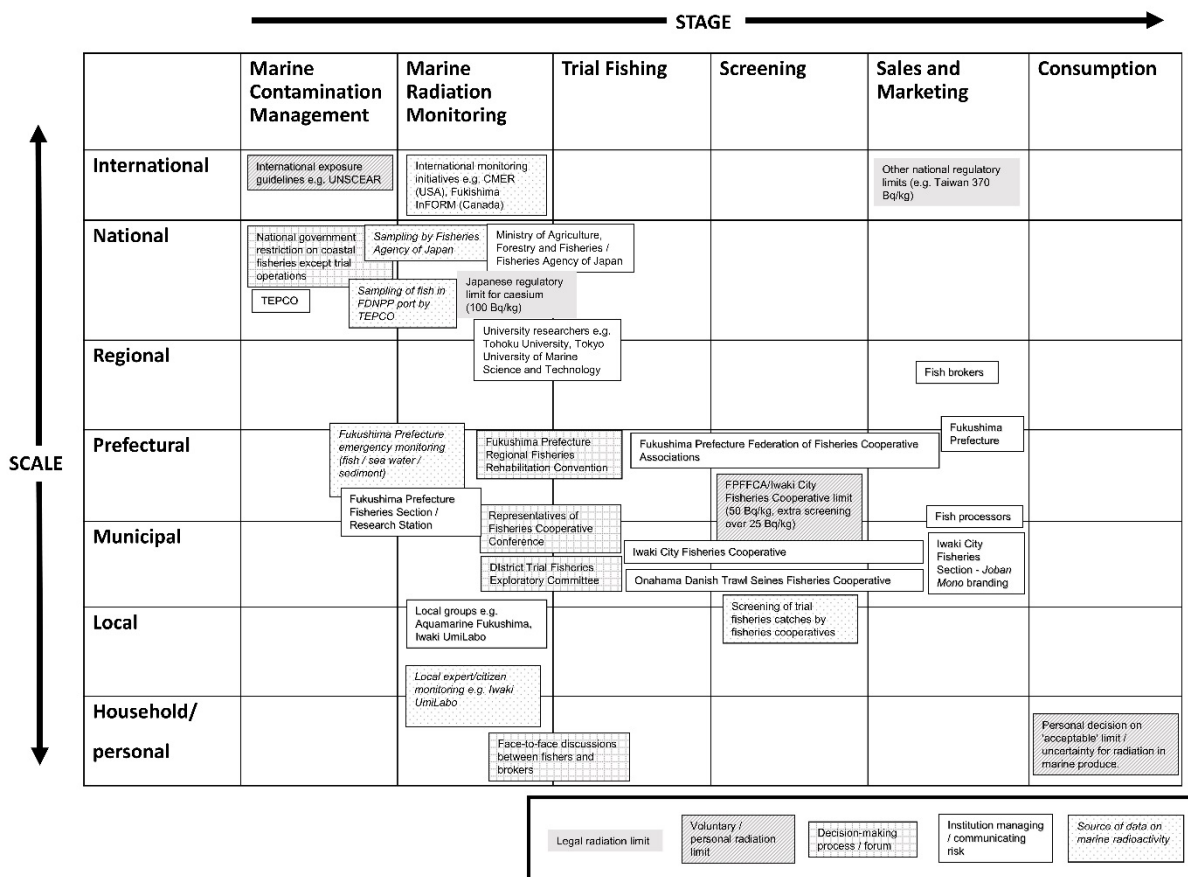 STAGE
SCALE
Marine
Contamination
Management
Marine
Radiation
Monitoring
Trial Fishing
Screening
Sales and
Marketing
Consumption
International
International exposure
guidelines e.g. UNSCEAR
International monitoring
initiatives e.g. CMER
(USA), Fukishima
InFORM (Canada)
Other national regulatory
limits (e.g. Taiwan 370
Bq/kg)
National
National government
restriction on coastal
fisheries except trial
operations
Sampling by Fisheries
Agency of Japan
Ministry of Agriculture,
Forestry and Fisheries /
Fisheries Agency of Japan
TEPCO
Sampling of fish in
FDNPP port by
TEPCO
Japanese regulatory
limit for caesium
(100 Bq/kg)
University researchers e.g.
Tohoku University, Tokyo
University of Marine
Science and Technology
Regional
Fish brokers
Prefectural
Fukushima Prefecture
emergency monitoring
(fish / sea water /
sediment)
Fukushima Prefecture
Regional Fisheries
Rehabilitation Convention
Fukushima Prefecture Federation of Fisheries Cooperative
Associations
Fukushima
Prefecture
Fukushima Prefecture
Fisheries Section /
Research Station
FPFFCA/Iwaki City
Fisheries Cooperative limit
(50 Bq/kg, extra screening
over 25 Bq/kg)
Fish processors
Municipal
Representatives of
Fisheries Cooperative
Conference
Iwaki City Fisheries Cooperative
Iwaki City
Fisheries
Section - Joban
Mono branding
DIstrict Trial Fisheries
Exploratory Committee
Onahama Danish Trawl Seines Fisheries Cooperative
Local
Local groups e.g.
Aquamarine Fukushima,
Iwaki UmiLabo
Screening of trial
fisheries catches by
fisheries cooperatives
Local expert/citizen
monitoring e.g. Iwaki
UmiLabo
Household/
personal
Face-to-face discussions
between fishers and
brokers
Personal decision on
'acceptable' limit /
uncertainty for radiation in
marine produce.
Legal radiation limit
Voluntary /
personal radiation
limit
Decision-making
process / forum
Institution managing
/ communicating
risk
Source of data on
marine radioactivity